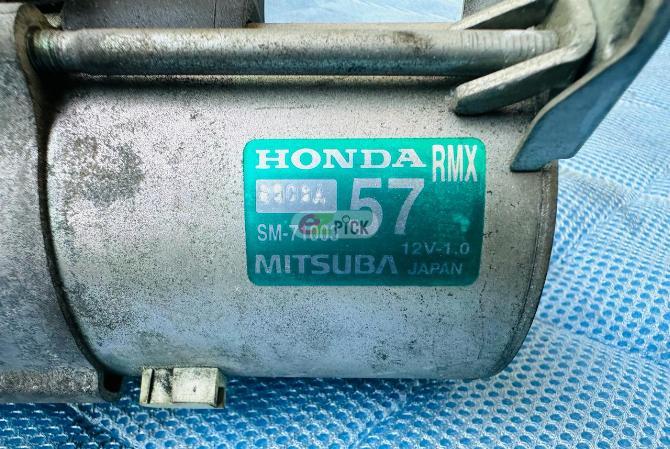 HONDA RMX
57
SM-71003
e PICK
12V-1.0
MITSUBA JAPAN